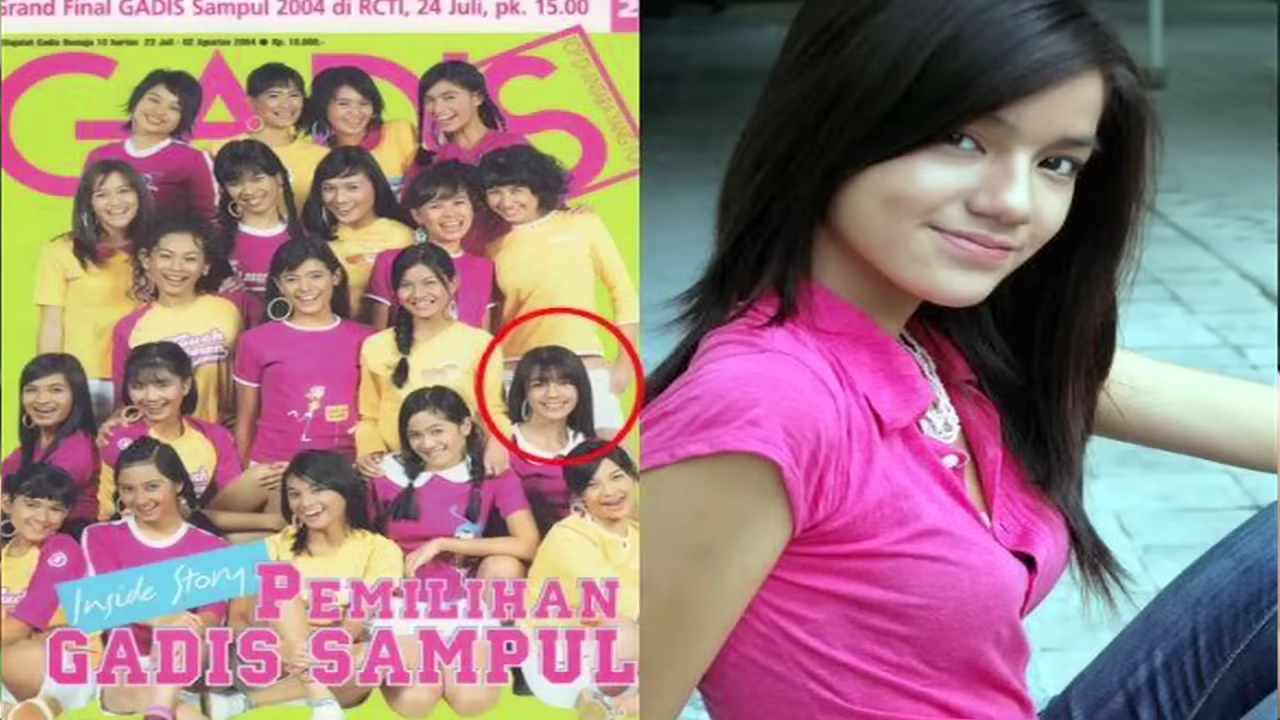 Grand Final GADIS Sampul 2004 di RCTI, 24 Juli, pk. 15.00
GADIS
Inside Story
PEMILIHAN
GADIS SAMPUL